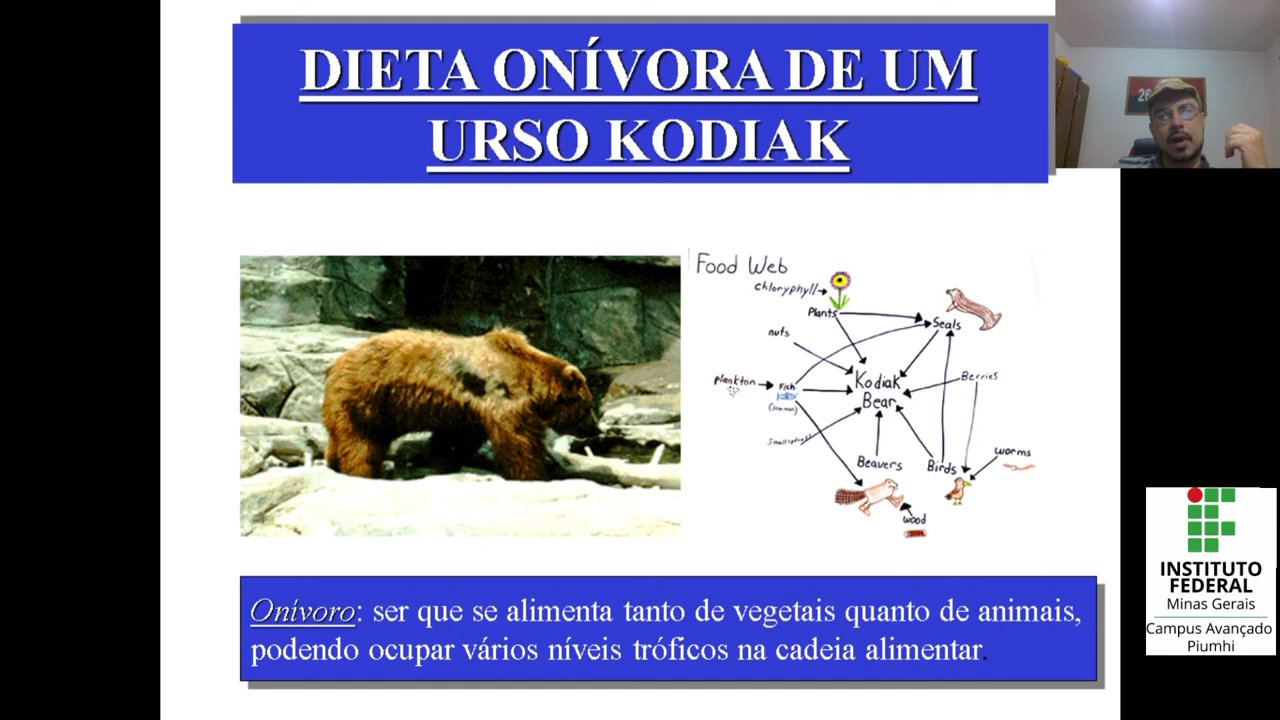 DIETA ONÍVORA DE UM
URSO KODIAK
26
Food Web
chloryphyll
Plants
Seals
nuts
plankton
Fish
Kodiak
Bear
Berries
Beavers
Birds
worms
wood
Onívoro: ser que se alimenta tanto de vegetais quanto de animais,
podendo ocupar vários níveis tróficos na cadeia alimentar.
INSTITUTO
FEDERAL
Minas Gerais
Campus Avançado
Piumhi